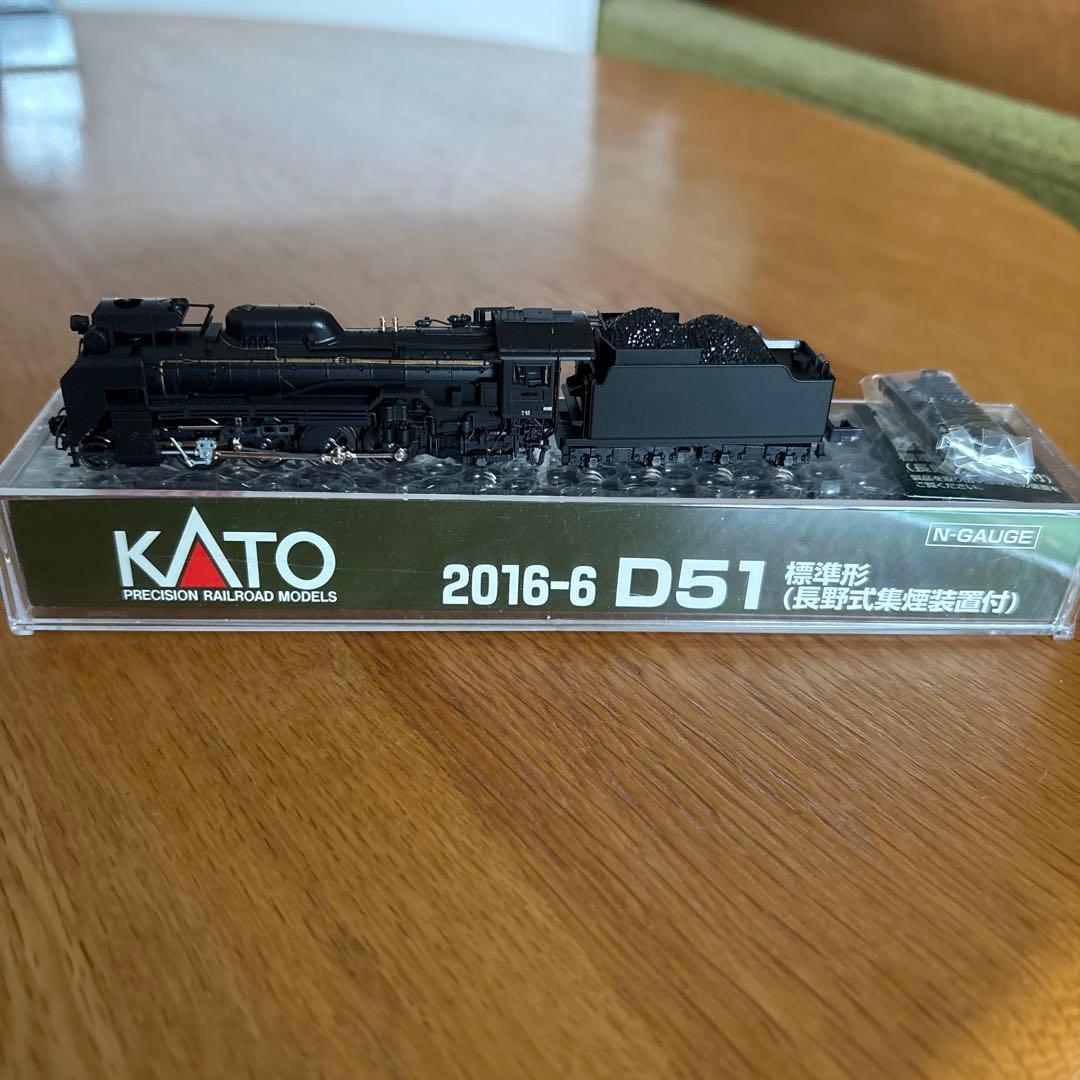 KATO
PRECISION RAILROAD MODELS
2016-6 D51 標準形
(長野式集煙装置付)
N-GAUGE